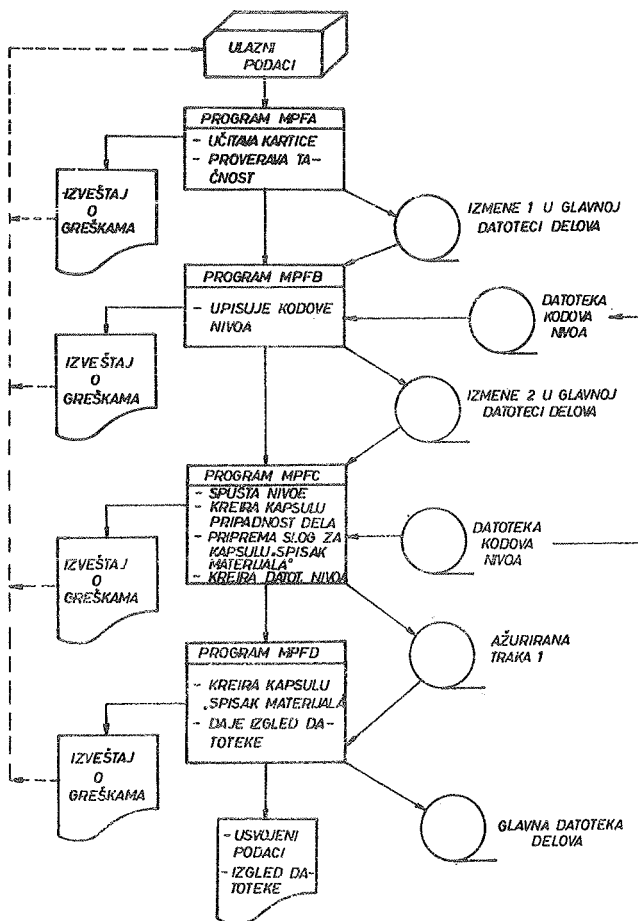 ULAZNI
PODACI
PROGRAM MPFA
- UČITAVA KARTICE
- PROVERAVA TA-
ČNOST
IZVEŠTAJ
O
GREŠKAMA
IZMENE 1 U GLAVNOJ
DATOTECI DELOVA
PROGRAM MPFB
- UPISUJE KODOVE
NIVOA
DATOTEKA
KODOVA
NIVOA
IZVEŠTAJ
O
GREŠKAMA
IZMENE 2 U GLAVNOJ
DATOTECI DELOVA
PROGRAM MPFC
- SPUŠTA NIVOE
- KREIRA KAPSULU
PRIPADNOST DELA
- PRIPREMA SLOG ZA
KAPSULU „SPISAK
MATERIJALA"
- KREIRA DATOT. NIVOA
DATOTEKA
KODOVA
NIVOA
IZVEŠTAJ
O
GREŠKAMA
AŽURIRANA
TRAKA 1
PROGRAM MPFD
- KREIRA KAPSULU
„SPISAK MATERIJALA
- DAJE IZGLED DA-
TOTEKE
IZVEŠTAJ
O
GREŠKAMA
GLAVNA DATOTEKA
DELOVA
- USVOJENI
PODACI
- IZGLED DA-
TOTEKE